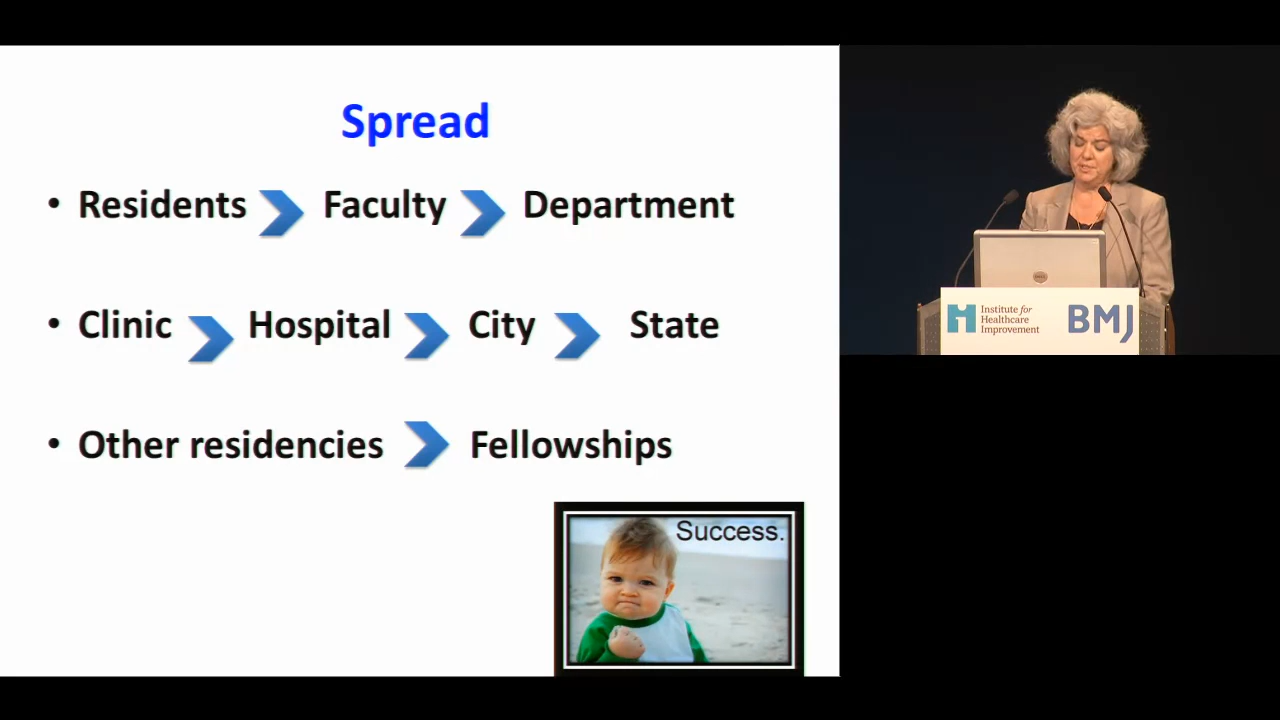 Spread
• Residents Faculty Department
• Clinic Hospital City State
• Other residencies Fellowships
Success.
Institute for
Healthcare
Improvement
BMJ